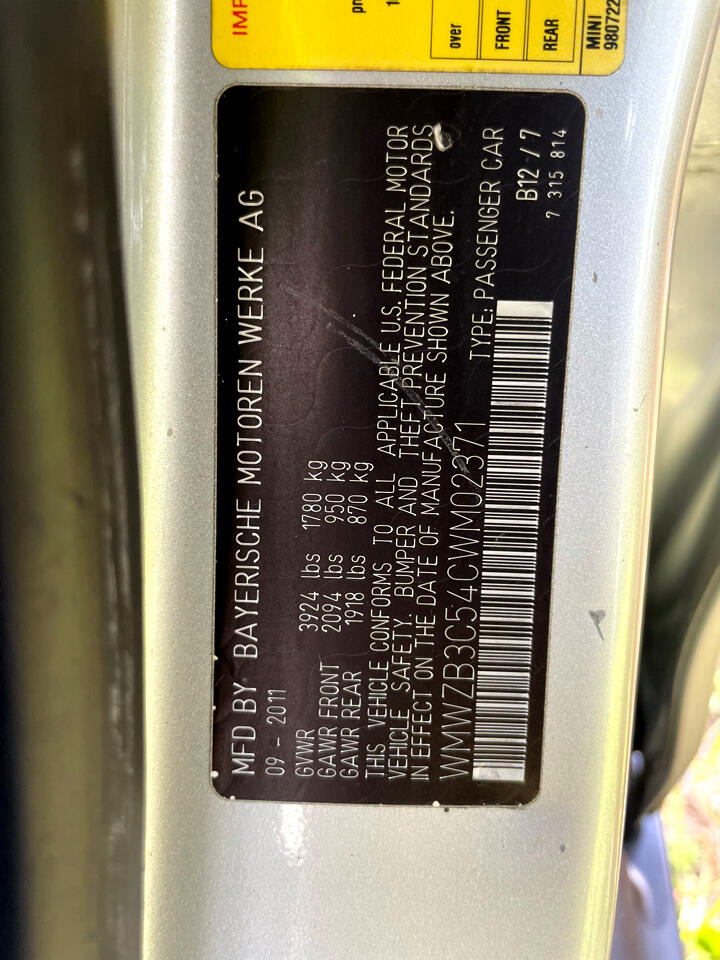 IMP
over
FRONT
REAR
MINI
MFD BY: BAYERISCHE MOTOREN WERKE AG
09 - 2011
GVWR 3924 lbs 1780 kg
GAWR FRONT 2094 lbs 950 kg
GAWR REAR 1918 lbs 870 kg
THIS VEHICLE CONFORMS TO ALL APPLICABLE U.S. FEDERAL MOTOR
VEHICLE SAFETY, BUMPER AND THEFT PREVENTION STANDARDS
IN EFFECT ON THE DATE OF MANUFACTURE SHOWN ABOVE.
WMWZB3C54CWM02371 TYPE: PASSENGER CAR
B12 / 7
7 315 814